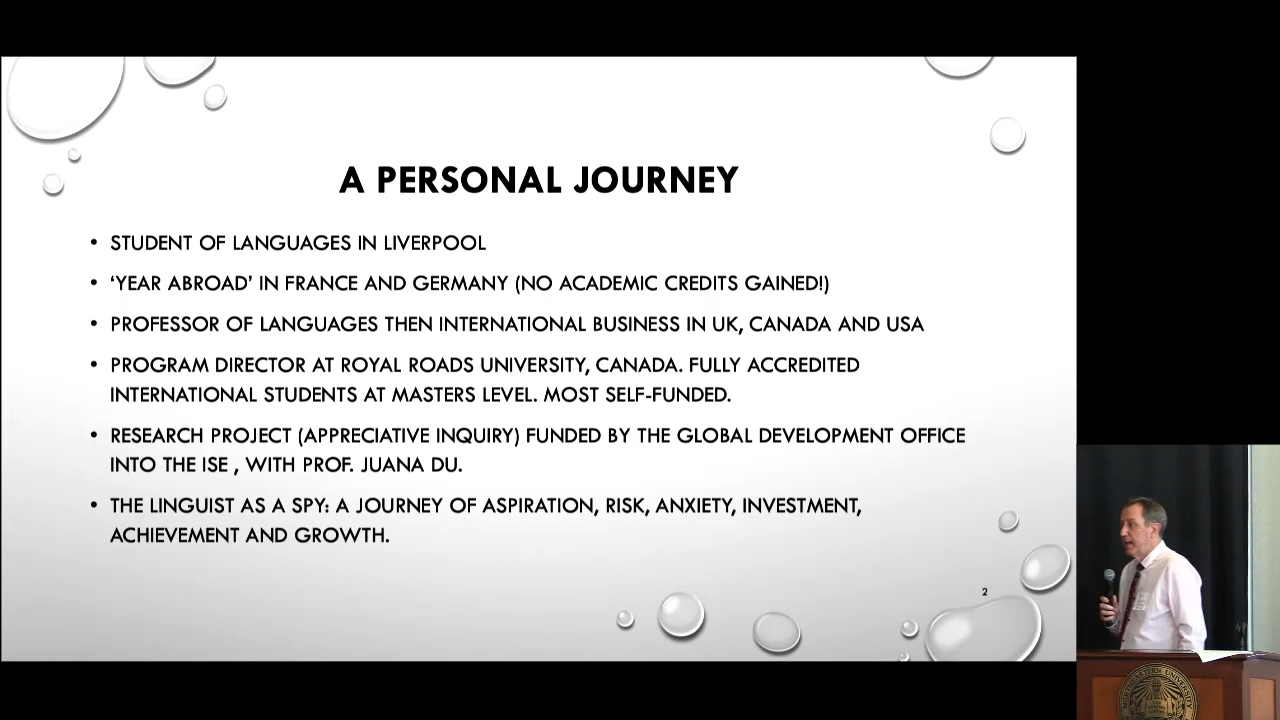 A PERSONAL JOURNEY
• STUDENT OF LANGUAGES IN LIVERPOOL
• ‘YEAR ABROAD’ IN FRANCE AND GERMANY (NO ACADEMIC CREDITS GAINED!)
• PROFESSOR OF LANGUAGES THEN INTERNATIONAL BUSINESS IN UK, CANADA AND USA
• PROGRAM DIRECTOR AT ROYAL ROADS UNIVERSITY, CANADA. FULLY ACCREDITED
INTERNATIONAL STUDENTS AT MASTERS LEVEL. MOST SELF-FUNDED.
• RESEARCH PROJECT (APPRECIATIVE INQUIRY) FUNDED BY THE GLOBAL DEVELOPMENT OFFICE
INTO THE ISE , WITH PROF. JUANA DU.
• THE LINGUIST AS A SPY: A JOURNEY OF ASPIRATION, RISK, ANXIETY, INVESTMENT,
ACHIEVEMENT AND GROWTH.
2
NORTHEASTERN UNIVERSITY